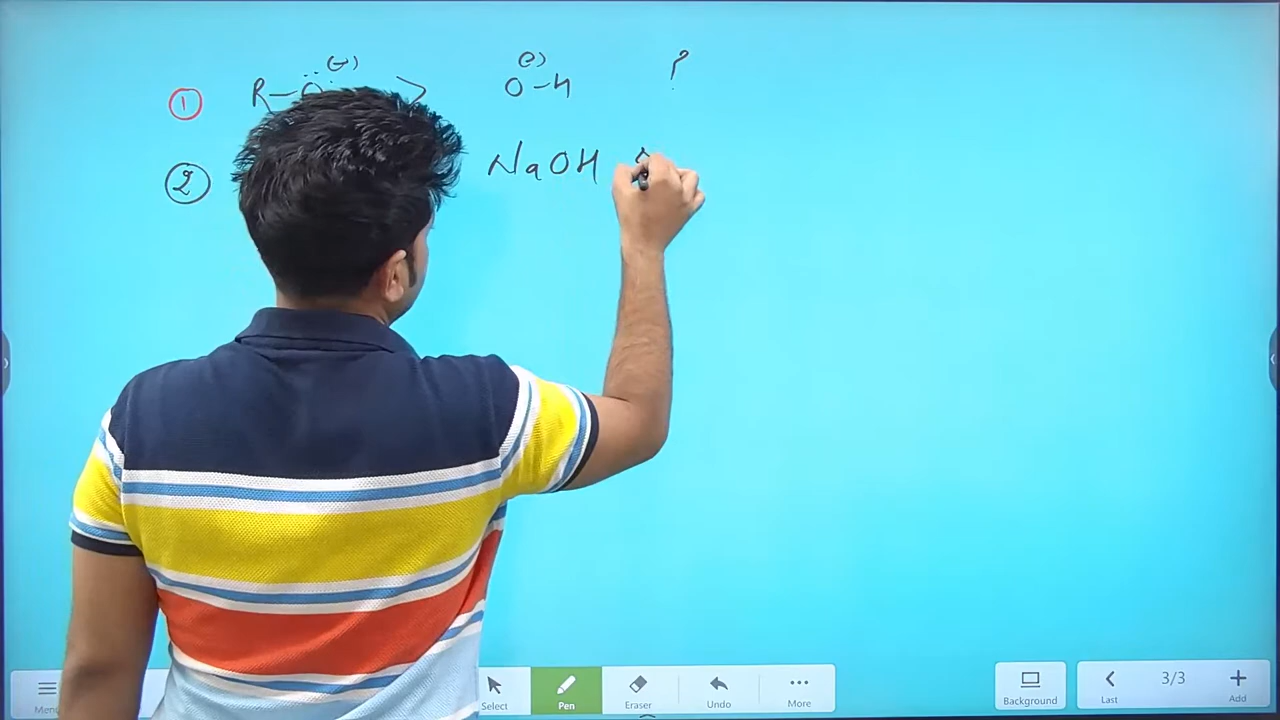 (-) (-)
① R-Ö > O-H ?
② NaOH
Select Pen Eraser Undo More Background Last 3/3 Add